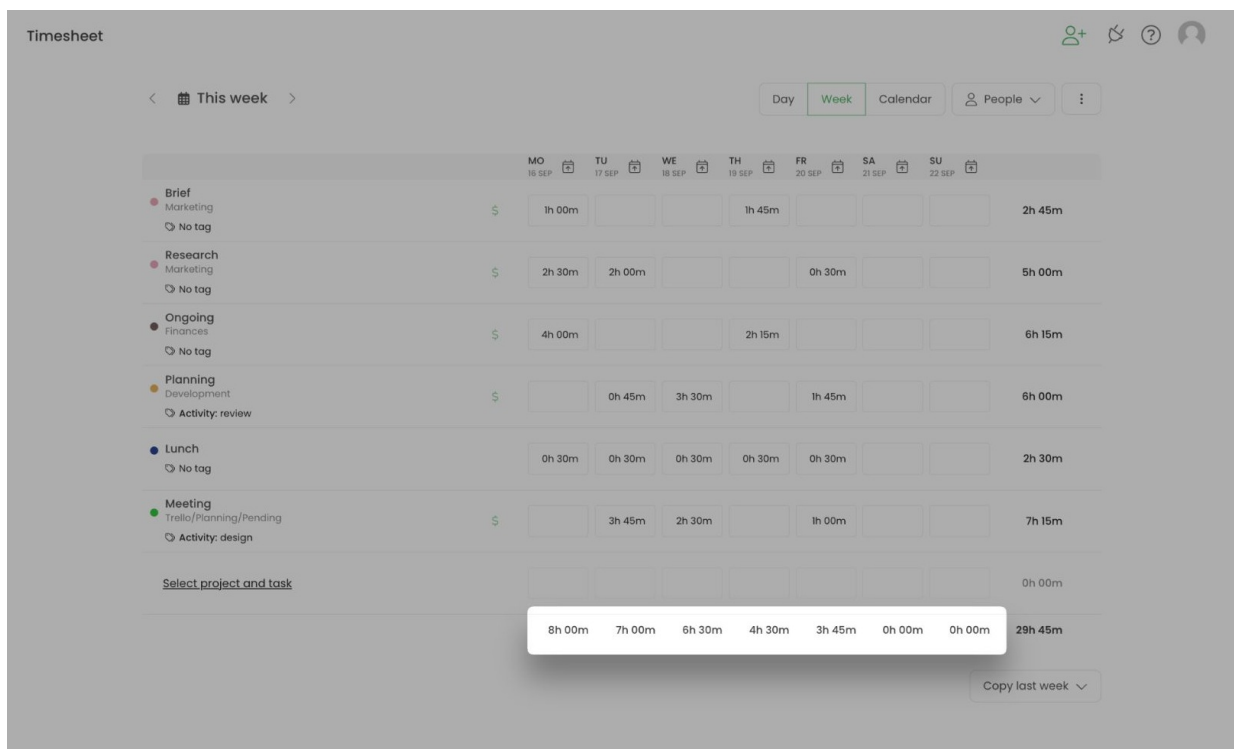 Timesheet
This week
Day Week Calendar People
MO TU WE TH FR SA SU
16 SEP 17 SEP 18 SEP 19 SEP 20 SEP 21 SEP 22 SEP
Brief
Marketing
$ 1h 00m 1h 45m 2h 45m
No tag
Research
Marketing
$ 2h 30m 2h 00m 0h 30m 5h 00m
No tag
Ongoing
Finances
$ 4h 00m 2h 15m 6h 15m
No tag
Planning
Development
$ 0h 45m 3h 30m 1h 45m 6h 00m
Activity: review
Lunch
0h 30m 0h 30m 0h 30m 0h 30m 0h 30m 2h 30m
No tag
Meeting
Trello/Planning/Pending
$ 3h 45m 2h 30m 1h 00m 7h 15m
Activity: design
Select project and task 0h 00m
8h 00m 7h 00m 6h 30m 4h 30m 3h 45m 0h 00m 0h 00m 29h 45m
Copy last week